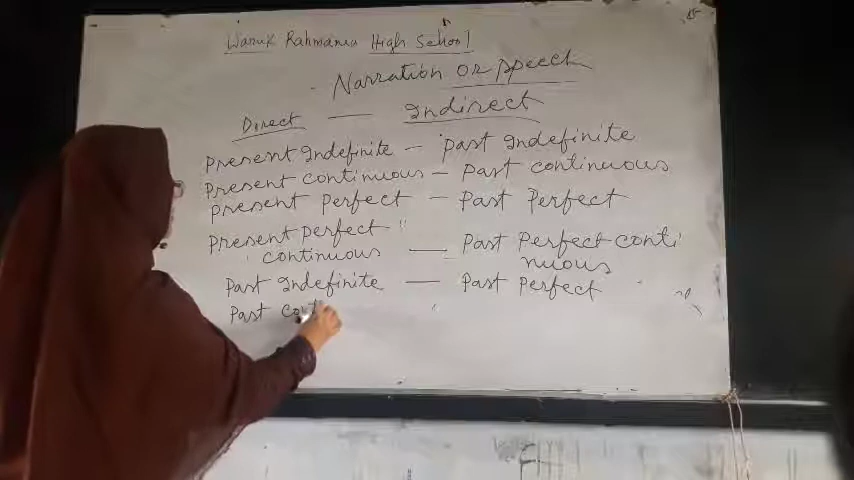 Waruk Rahmania High School
Narration or speech
Direct — Indirect
Present Indefinite — Past Indefinite
Present continuous — Past continuous
Present perfect — Past Perfect
Present perfect continuous — Past Perfect conti
nuous
Past Indefinite — Past Perfect
Past cont